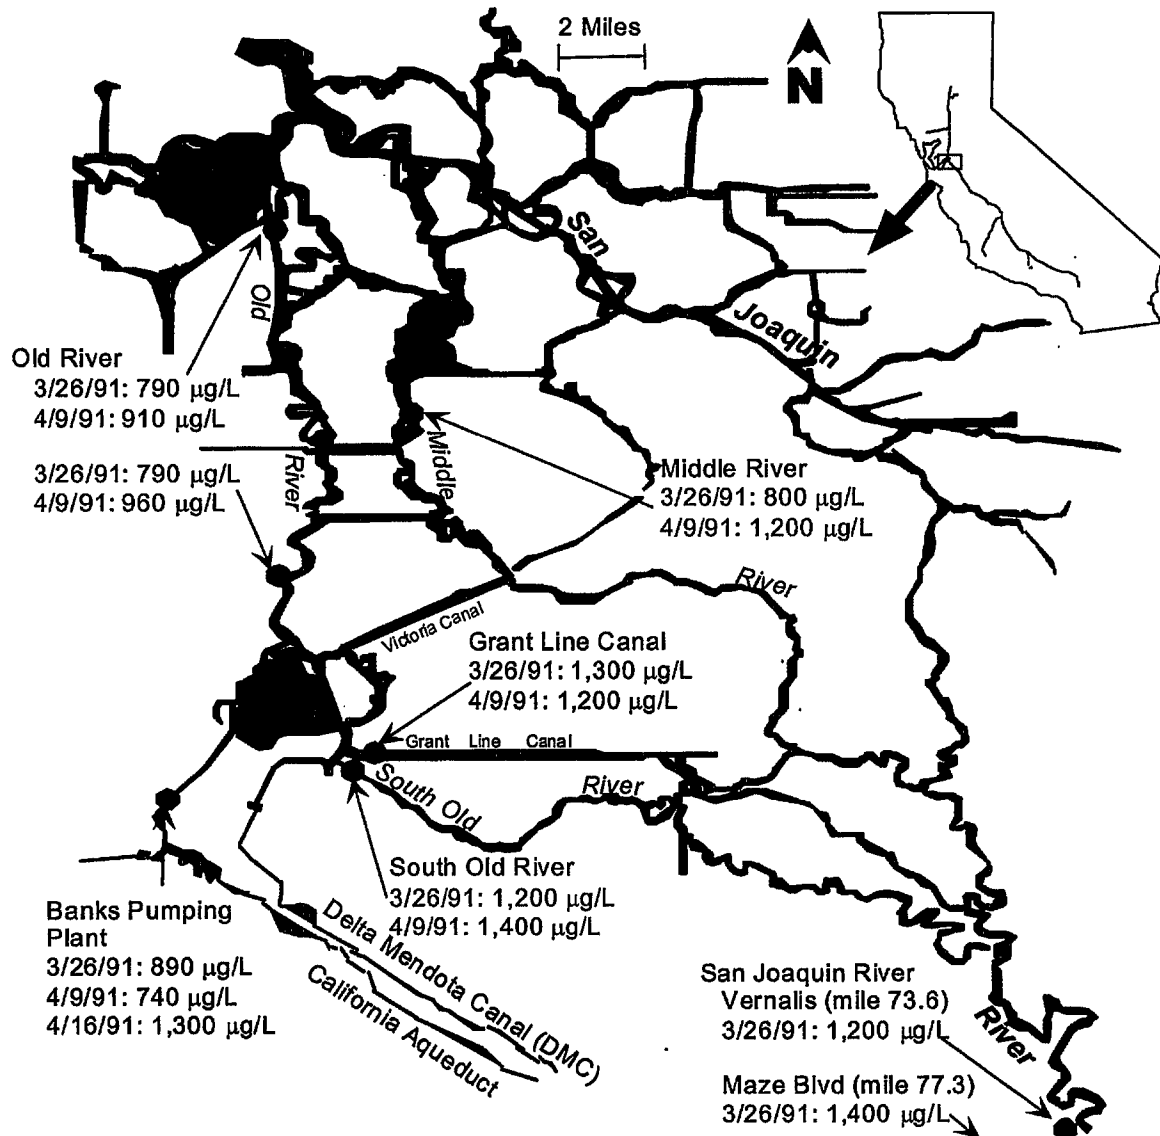 2 Miles
N
San
Joaquin
Old
Old River
3/26/91: 790 µg/L
4/9/91: 910 µg/L
3/26/91: 790 µg/L
4/9/91: 960 µg/L
River
Middle
Middle River
3/26/91: 800 µg/L
4/9/91: 1,200 µg/L
River
Victoria Canal
Grant Line Canal
3/26/91: 1,300 µg/L
4/9/91: 1,200 µg/L
Grant Line Canal
South Old
River
South Old River
3/26/91: 1,200 µg/L
4/9/91: 1,400 µg/L
Banks Pumping
Plant
3/26/91: 890 µg/L
4/9/91: 740 µg/L
4/16/91: 1,300 µg/L
Delta Mendota Canal (DMC)
California Aqueduct
San Joaquin River
Vernalis (mile 73.6)
3/26/91: 1,200 µg/L
River
Maze Blvd (mile 77.3)
3/26/91: 1,400 µg/L